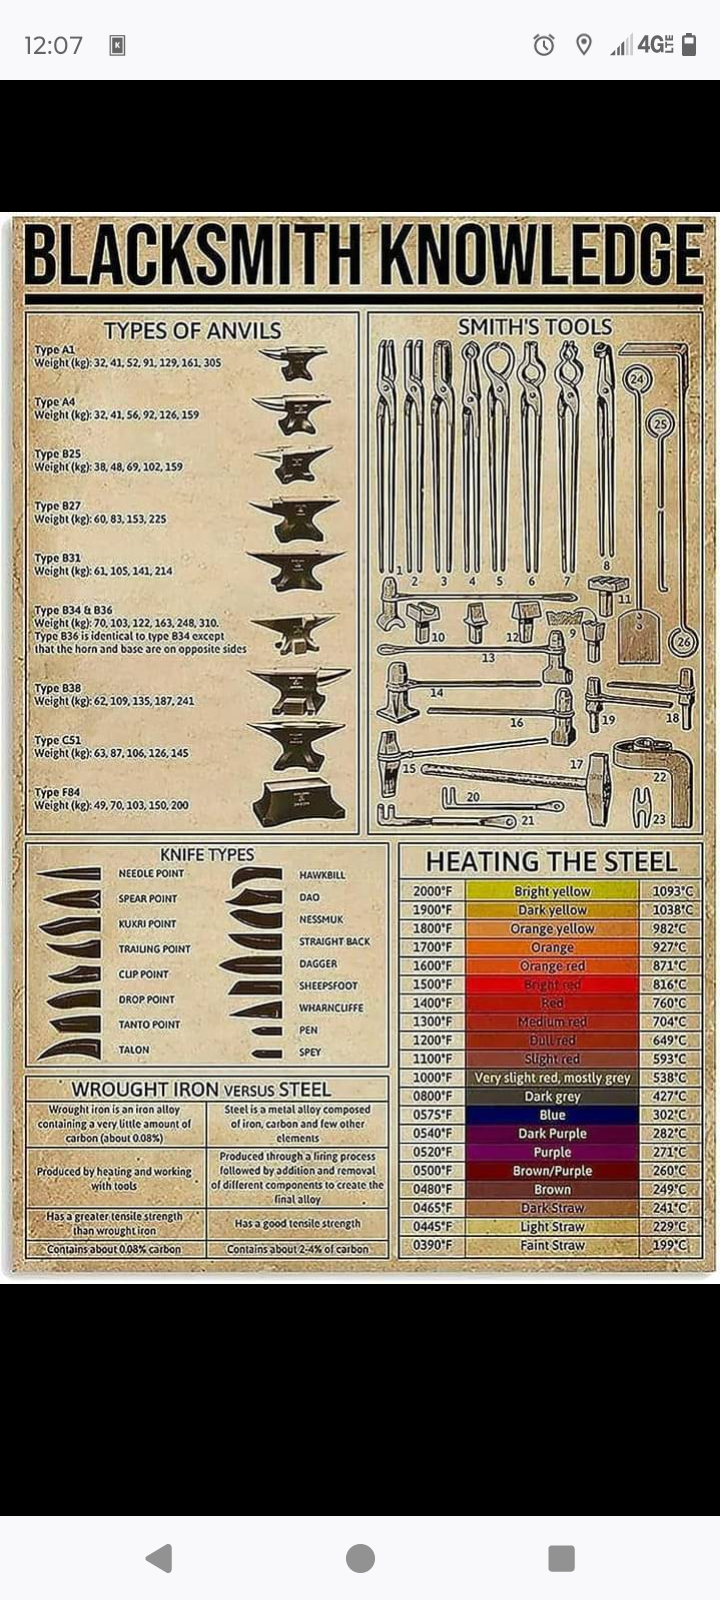 12:07
K
4G LTE
BLACKSMITH KNOWLEDGE
TYPES OF ANVILS
Type A1
Weight (kg): 32, 41, 52, 91, 129, 161, 305
Type A4
Weight (kg): 32, 41, 56, 92, 126, 159
Type B25
Weight (kg): 38, 48, 69, 102, 159
Type B27
Weight (kg): 60, 83, 153, 225
Type B31
Weight (kg): 61, 105, 141, 214
Type B34 & B36
Weight (kg): 70, 103, 122, 163, 248, 310.
Type B36 is identical to type B34 except
that the horn and base are on opposite sides
Type B38
Weight (kg): 62, 109, 135, 187, 241
Type C51
Weight (kg): 63, 87, 106, 126, 145
Type F84
Weight (kg): 49, 70, 103, 150, 200
SMITH'S TOOLS
24
25
1 2 3 4 5 6 7 8
11
10 12 9
26
13
14
16 19 18
15 17 22
20
21 23
KNIFE TYPES
NEEDLE POINT
SPEAR POINT
KUKRI POINT
TRAILING POINT
CLIP POINT
DROP POINT
TANTO POINT
TALON
HAWKBILL
DAO
NESSMUK
STRAIGHT BACK
DAGGER
SHEEPSFOOT
WHARNCLIFFE
PEN
SPEY
HEATING THE STEEL
2000°F Bright yellow 1093°C
1900°F Dark yellow 1038°C
1800°F Orange yellow 982°C
1700°F Orange 927°C
1600°F Orange red 871°C
1500°F Bright red 816°C
1400°F Red 760°C
1300°F Medium red 704°C
1200°F Dull red 649°C
1100°F Slight red 593°C
1000°F Very slight red, mostly grey 538°C
0800°F Dark grey 427°C
0575°F Blue 302°C
0540°F Dark Purple 282°C
0520°F Purple 271°C
0500°F Brown/Purple 260°C
0480°F Brown 249°C
0465°F Dark Straw 241°C
0445°F Light Straw 229°C
0390°F Faint Straw 199°C
WROUGHT IRON VERSUS STEEL
Wrought iron is an iron alloy
containing a very little amount of
carbon (about 0.08%)
Steel is a metal alloy composed
of iron, carbon and few other
elements
Produced by heating and working
with tools
Produced through a firing process
followed by addition and removal
of different components to create the
final alloy
Has a greater tensile strength
than wrought iron
Has a good tensile strength
Contains about 0.08% carbon
Contains about 2-4% of carbon